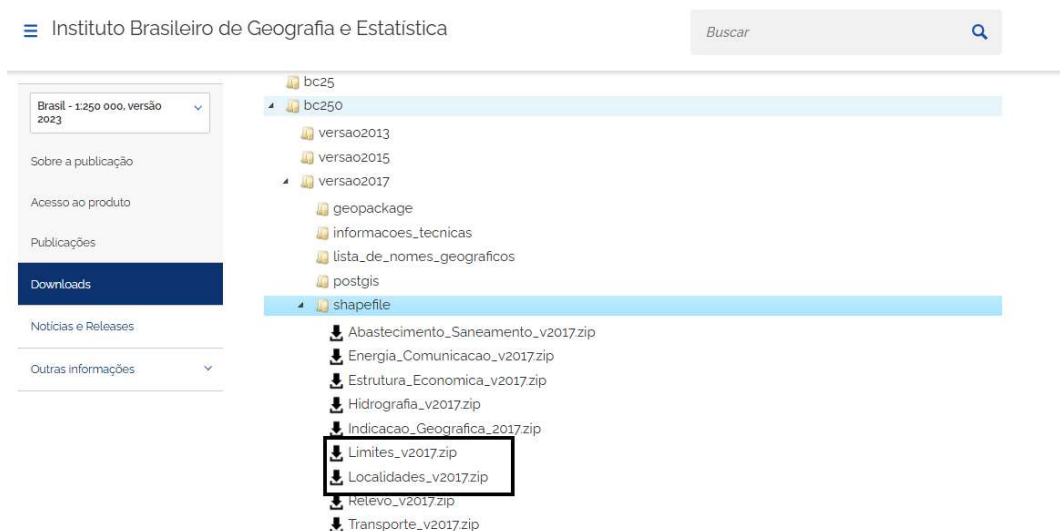 Instituto Brasileiro de Geografia e Estatística
Buscar
Brasil - 1:250 000, versão
2023
Sobre a publicação
Acesso ao produto
Publicações
Downloads
Notícias e Releases
Outras informações
bc25
bc250
versao2013
versao2015
versao2017
geopackage
informacoes_tecnicas
lista_de_nomes_geograficos
postgis
shapefile
Abastecimento_Saneamento_v2017.zip
Energia_Comunicacao_v2017.zip
Estrutura_Economica_v2017.zip
Hidrografia_v2017.zip
Indicacao_Geografica_2017.zip
Limites_v2017.zip
Localidades_v2017.zip
Relevo_v2017.zip
Transporte_v2017.zip